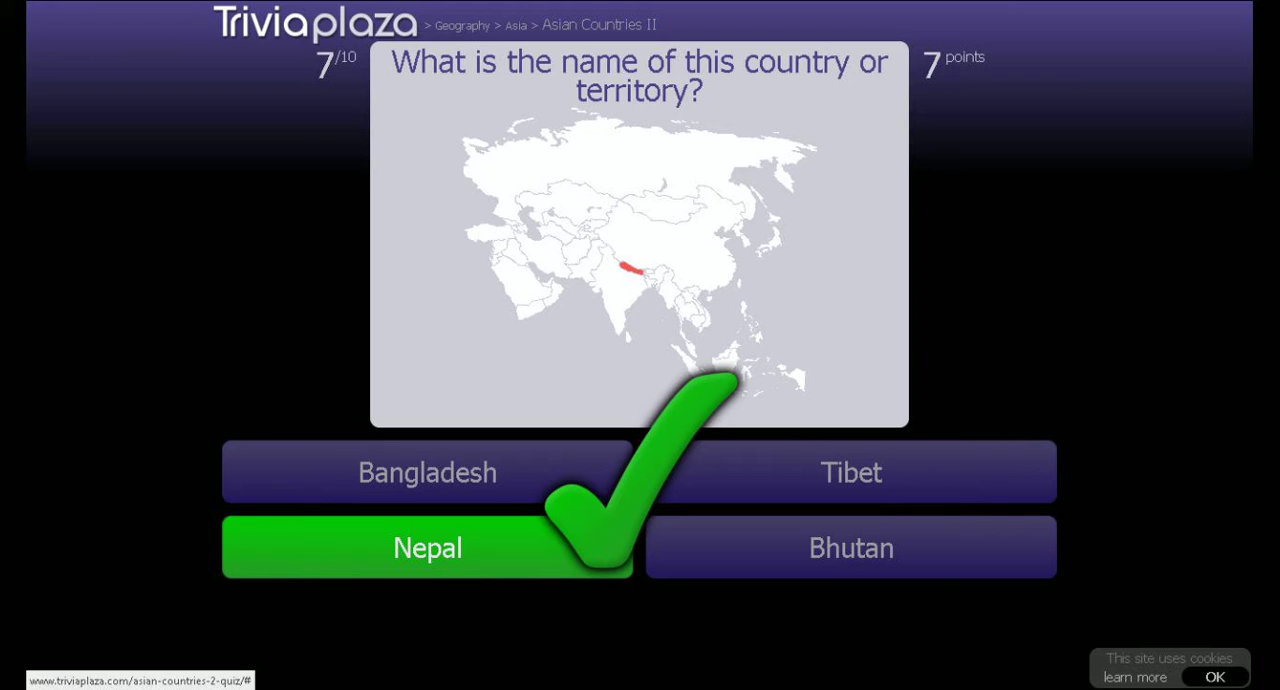 Triviaplaza > Geography > Asia > Asian Countries II
7/10
What is the name of this country or
territory?
7 points
Bangladesh
Tibet
Nepal
Bhutan
This site uses cookies
learn more OK
www.triviaplaza.com/asian-countries-2-quiz/#